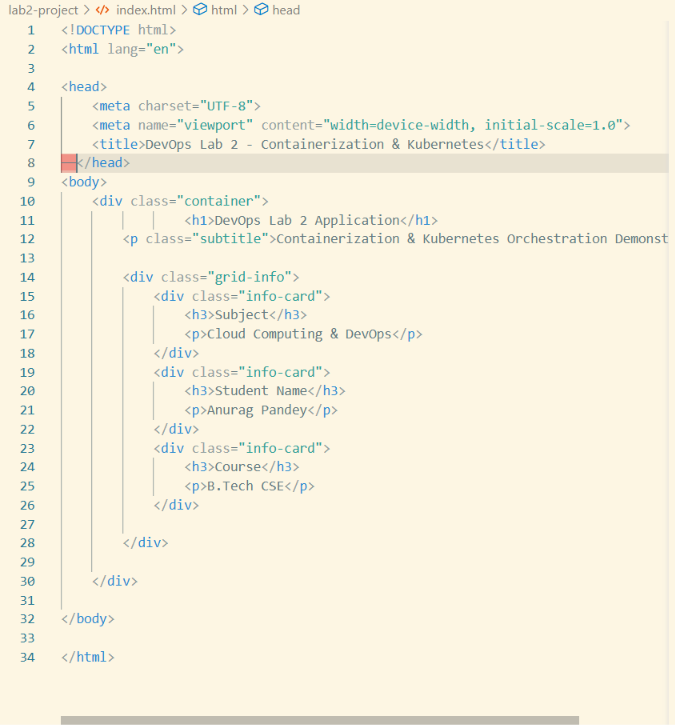 lab2-project > index.html > html > head
1 <!DOCTYPE html>
2 <html lang="en">
3
4 <head>
5 <meta charset="UTF-8">
6 <meta name="viewport" content="width=device-width, initial-scale=1.0">
7 <title>DevOps Lab 2 - Containerization & Kubernetes</title>
8 </head>
9 <body>
10 <div class="container">
11 <h1>DevOps Lab 2 Application</h1>
12 <p class="subtitle">Containerization & Kubernetes Orchestration Demonst
13
14 <div class="grid-info">
15 <div class="info-card">
16 <h3>Subject</h3>
17 <p>Cloud Computing & DevOps</p>
18 </div>
19 <div class="info-card">
20 <h3>Student Name</h3>
21 <p>Anurag Pandey</p>
22 </div>
23 <div class="info-card">
24 <h3>Course</h3>
25 <p>B.Tech CSE</p>
26 </div>
27
28 </div>
29
30 </div>
31
32 </body>
33
34 </html>